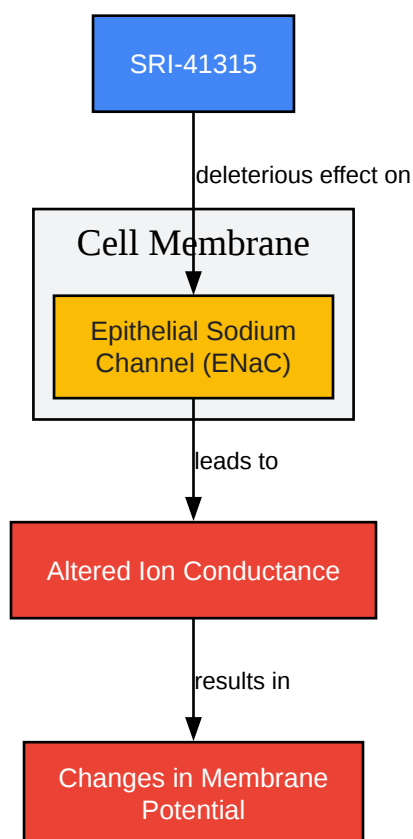 SRI-41315
deleterious effect on
Cell Membrane
Epithelial Sodium
Channel (ENaC)
leads to
Altered Ion Conductance
results in
Changes in Membrane
Potential